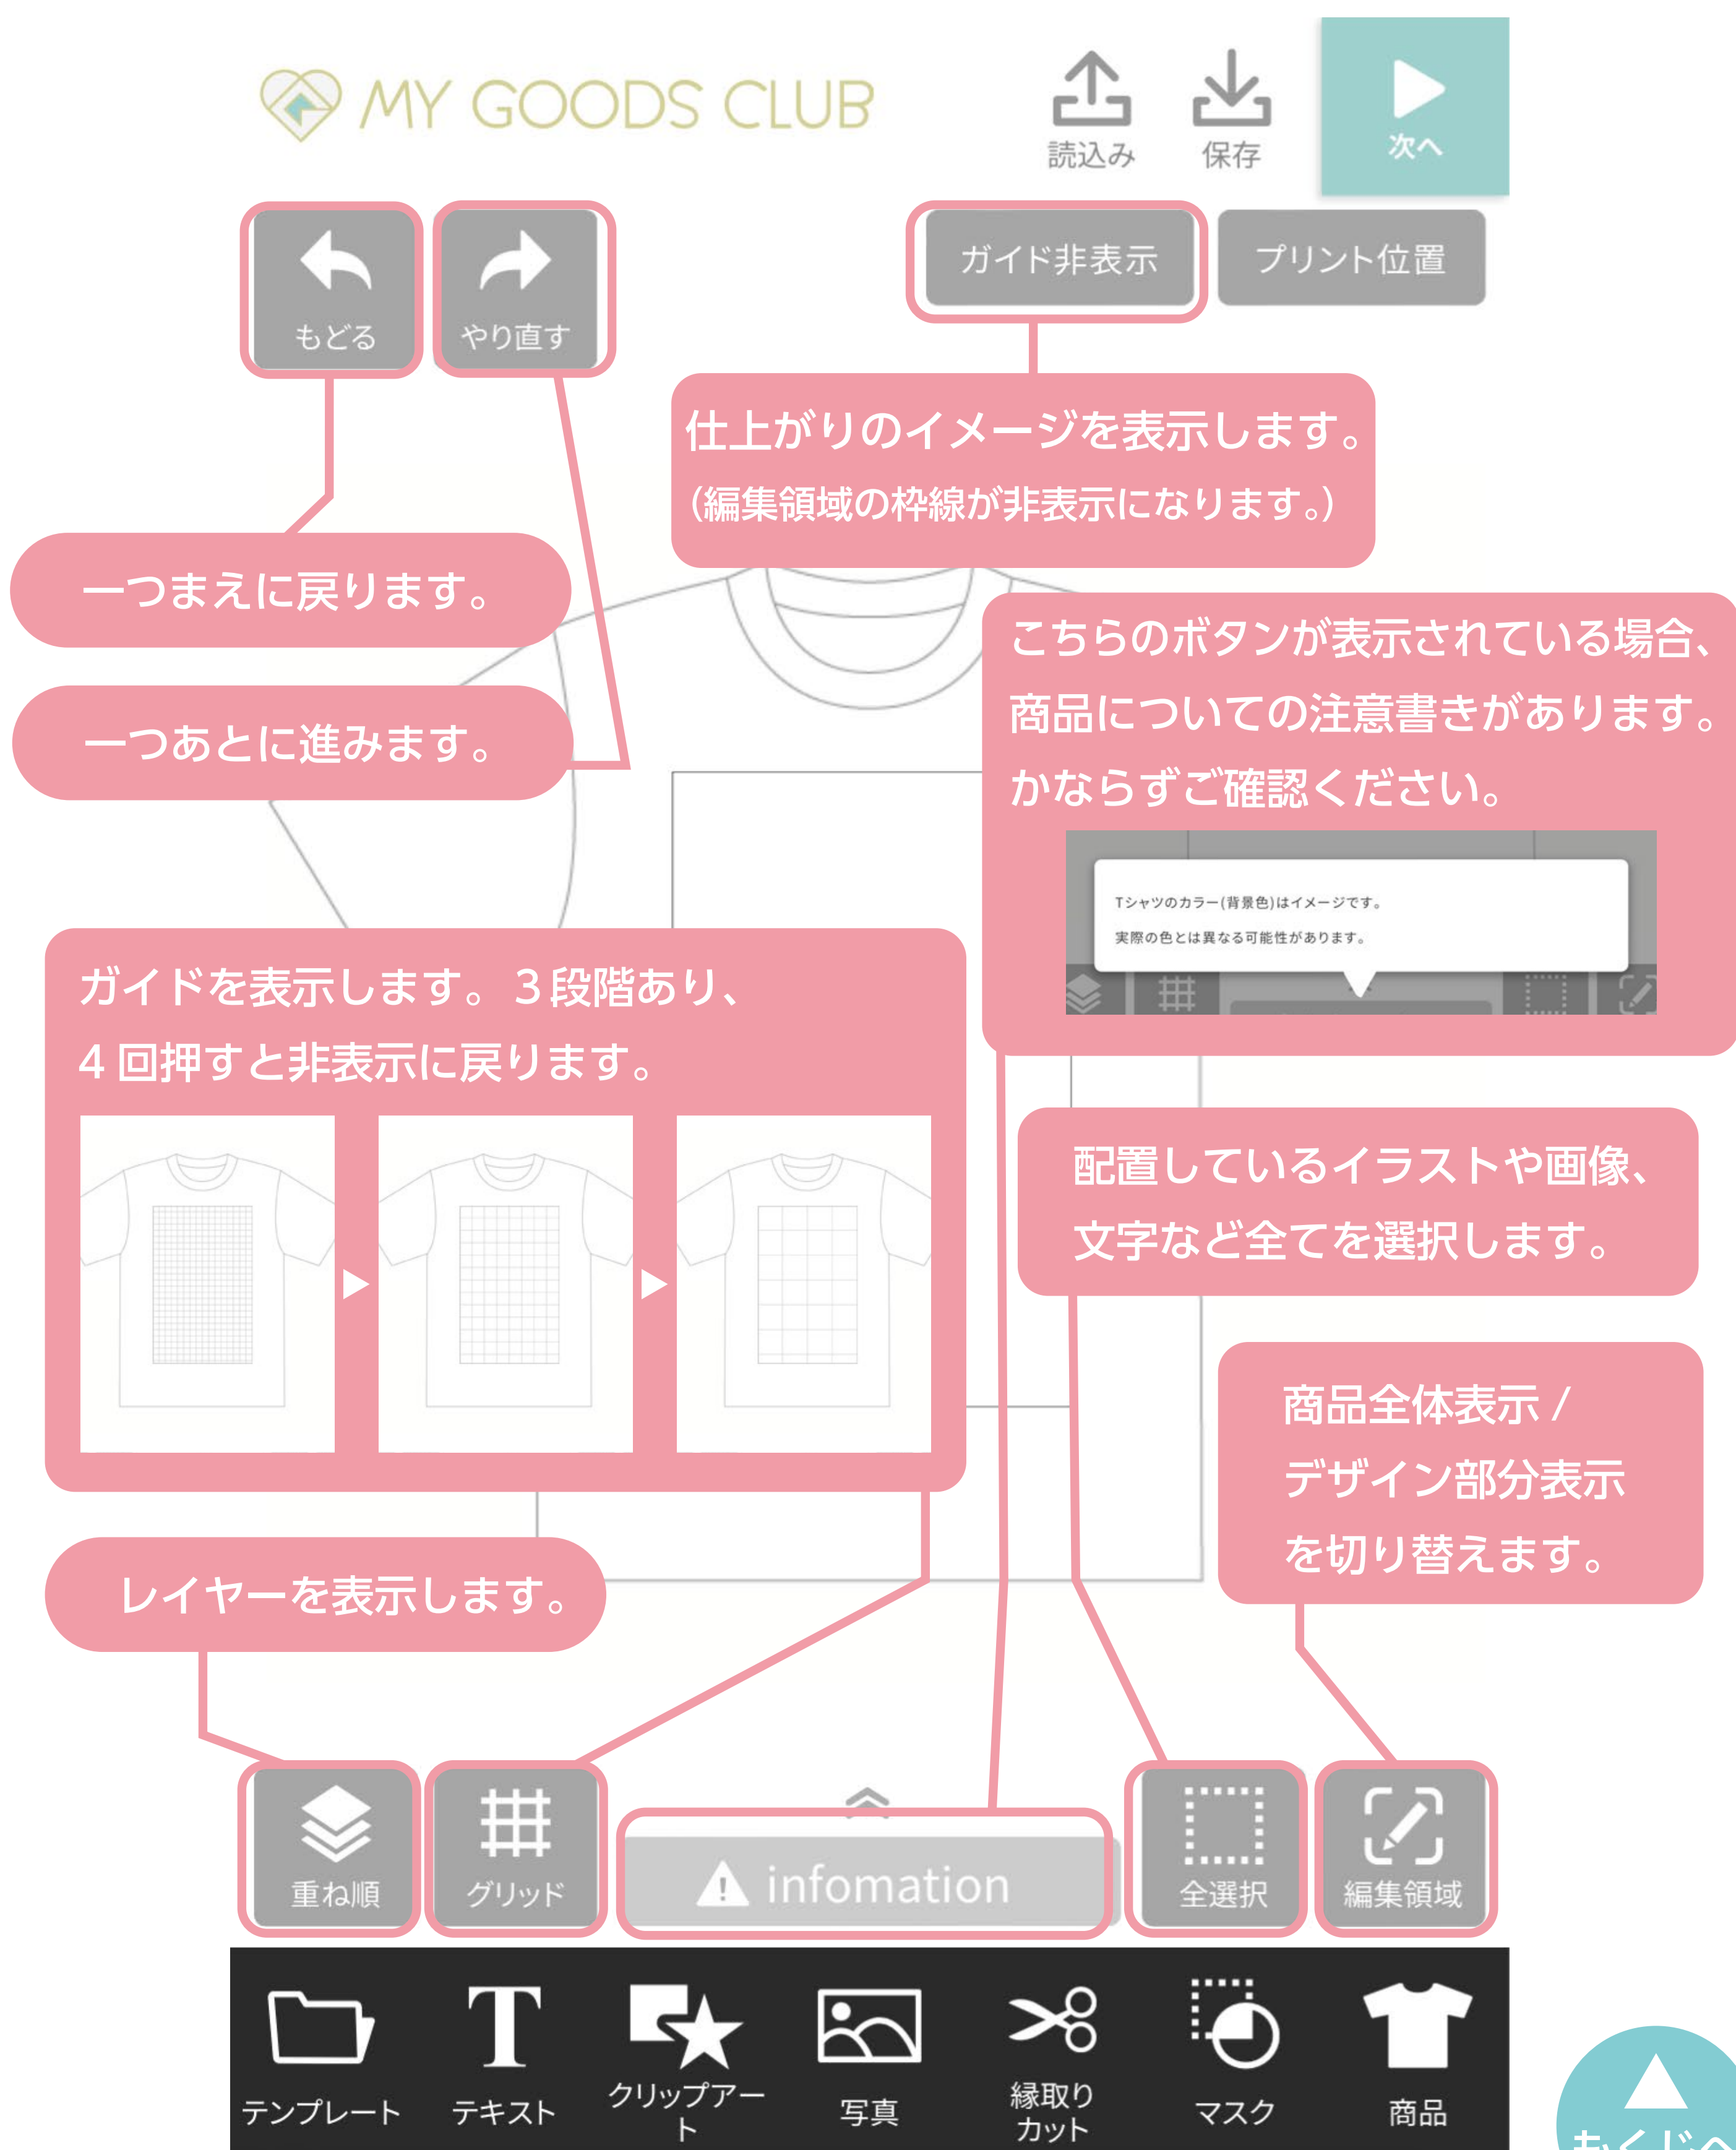 MY GOODS CLUB
読込み
保存
次へ
もどる
やり直す
ガイド非表示
プリント位置
仕上がりのイメージを表示します。
（編集領域の枠線が非表示になります。）
一つまえに戻ります。
一つあとに進みます。
こちらのボタンが表示されている場合、
商品についての注意書きがあります。
かならずご確認ください。
Tシャツのカラー(背景色)はイメージです。
実際の色とは異なる可能性があります。
ガイドを表示します。３段階あり、
４回押すと非表示に戻ります。
配置しているイラストや画像、
文字など全てを選択します。
商品全体表示 /
デザイン部分表示
を切り替えます。
レイヤーを表示します。
重ね順
グリッド
infomation
全選択
編集領域
テンプレート
テキスト
クリップアー
ト
写真
縁取り
カット
マスク
商品
もくじへ